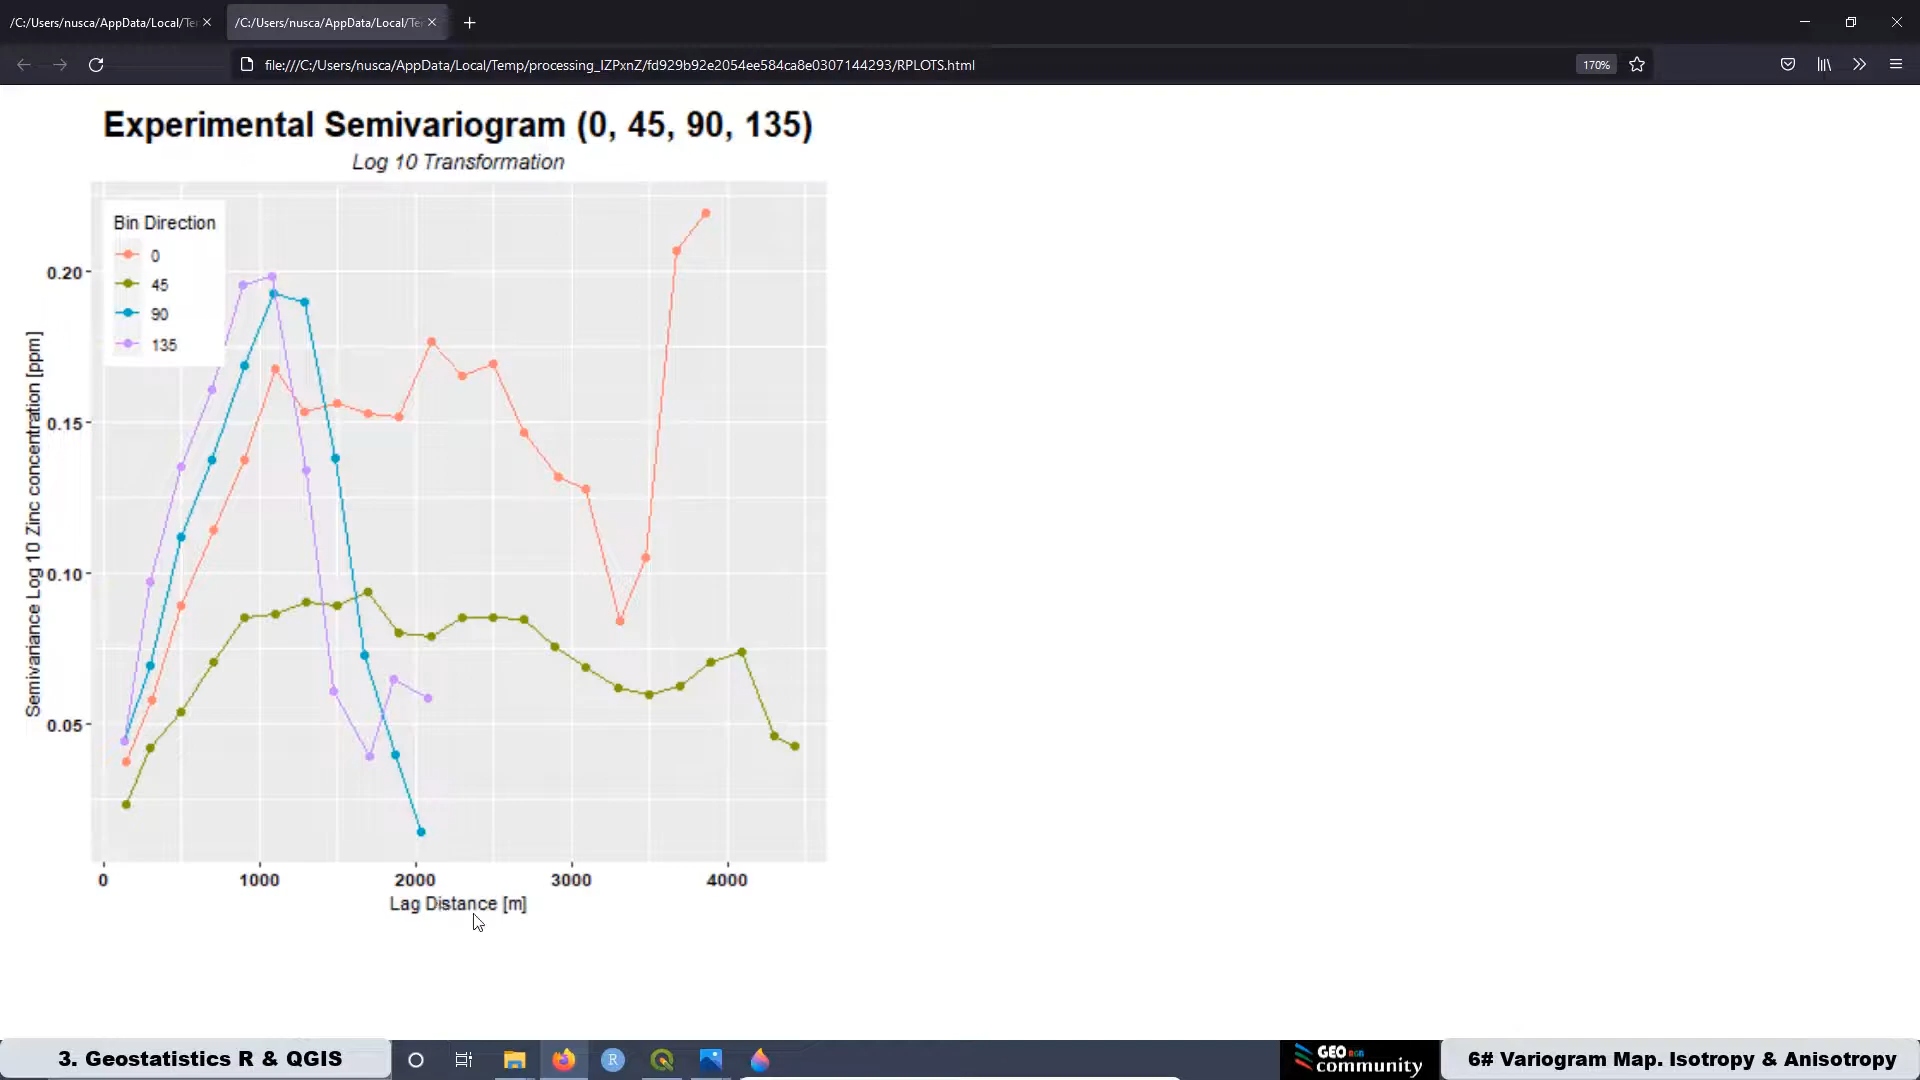 /C:/Users/nusca/AppData/Local/Te
/C:/Users/nusca/AppData/Local/Te
file:///C:/Users/nusca/AppData/Local/Temp/processing_IZPxnZ/fd929b92e2054ee584ca8e0307144293/RPLOTS.html
170%
Experimental Semivariogram (0, 45, 90, 135)
Log 10 Transformation
Bin Direction
0
45
90
135
0.20
0.15
0.10
0.05
Semivariance Log 10 Zinc concentration [ppm]
0
1000
2000
3000
4000
Lag Distance [m]
3. Geostatistics R & QGIS
R
GEO RGB
community
6# Variogram Map. Isotropy & Anisotropy